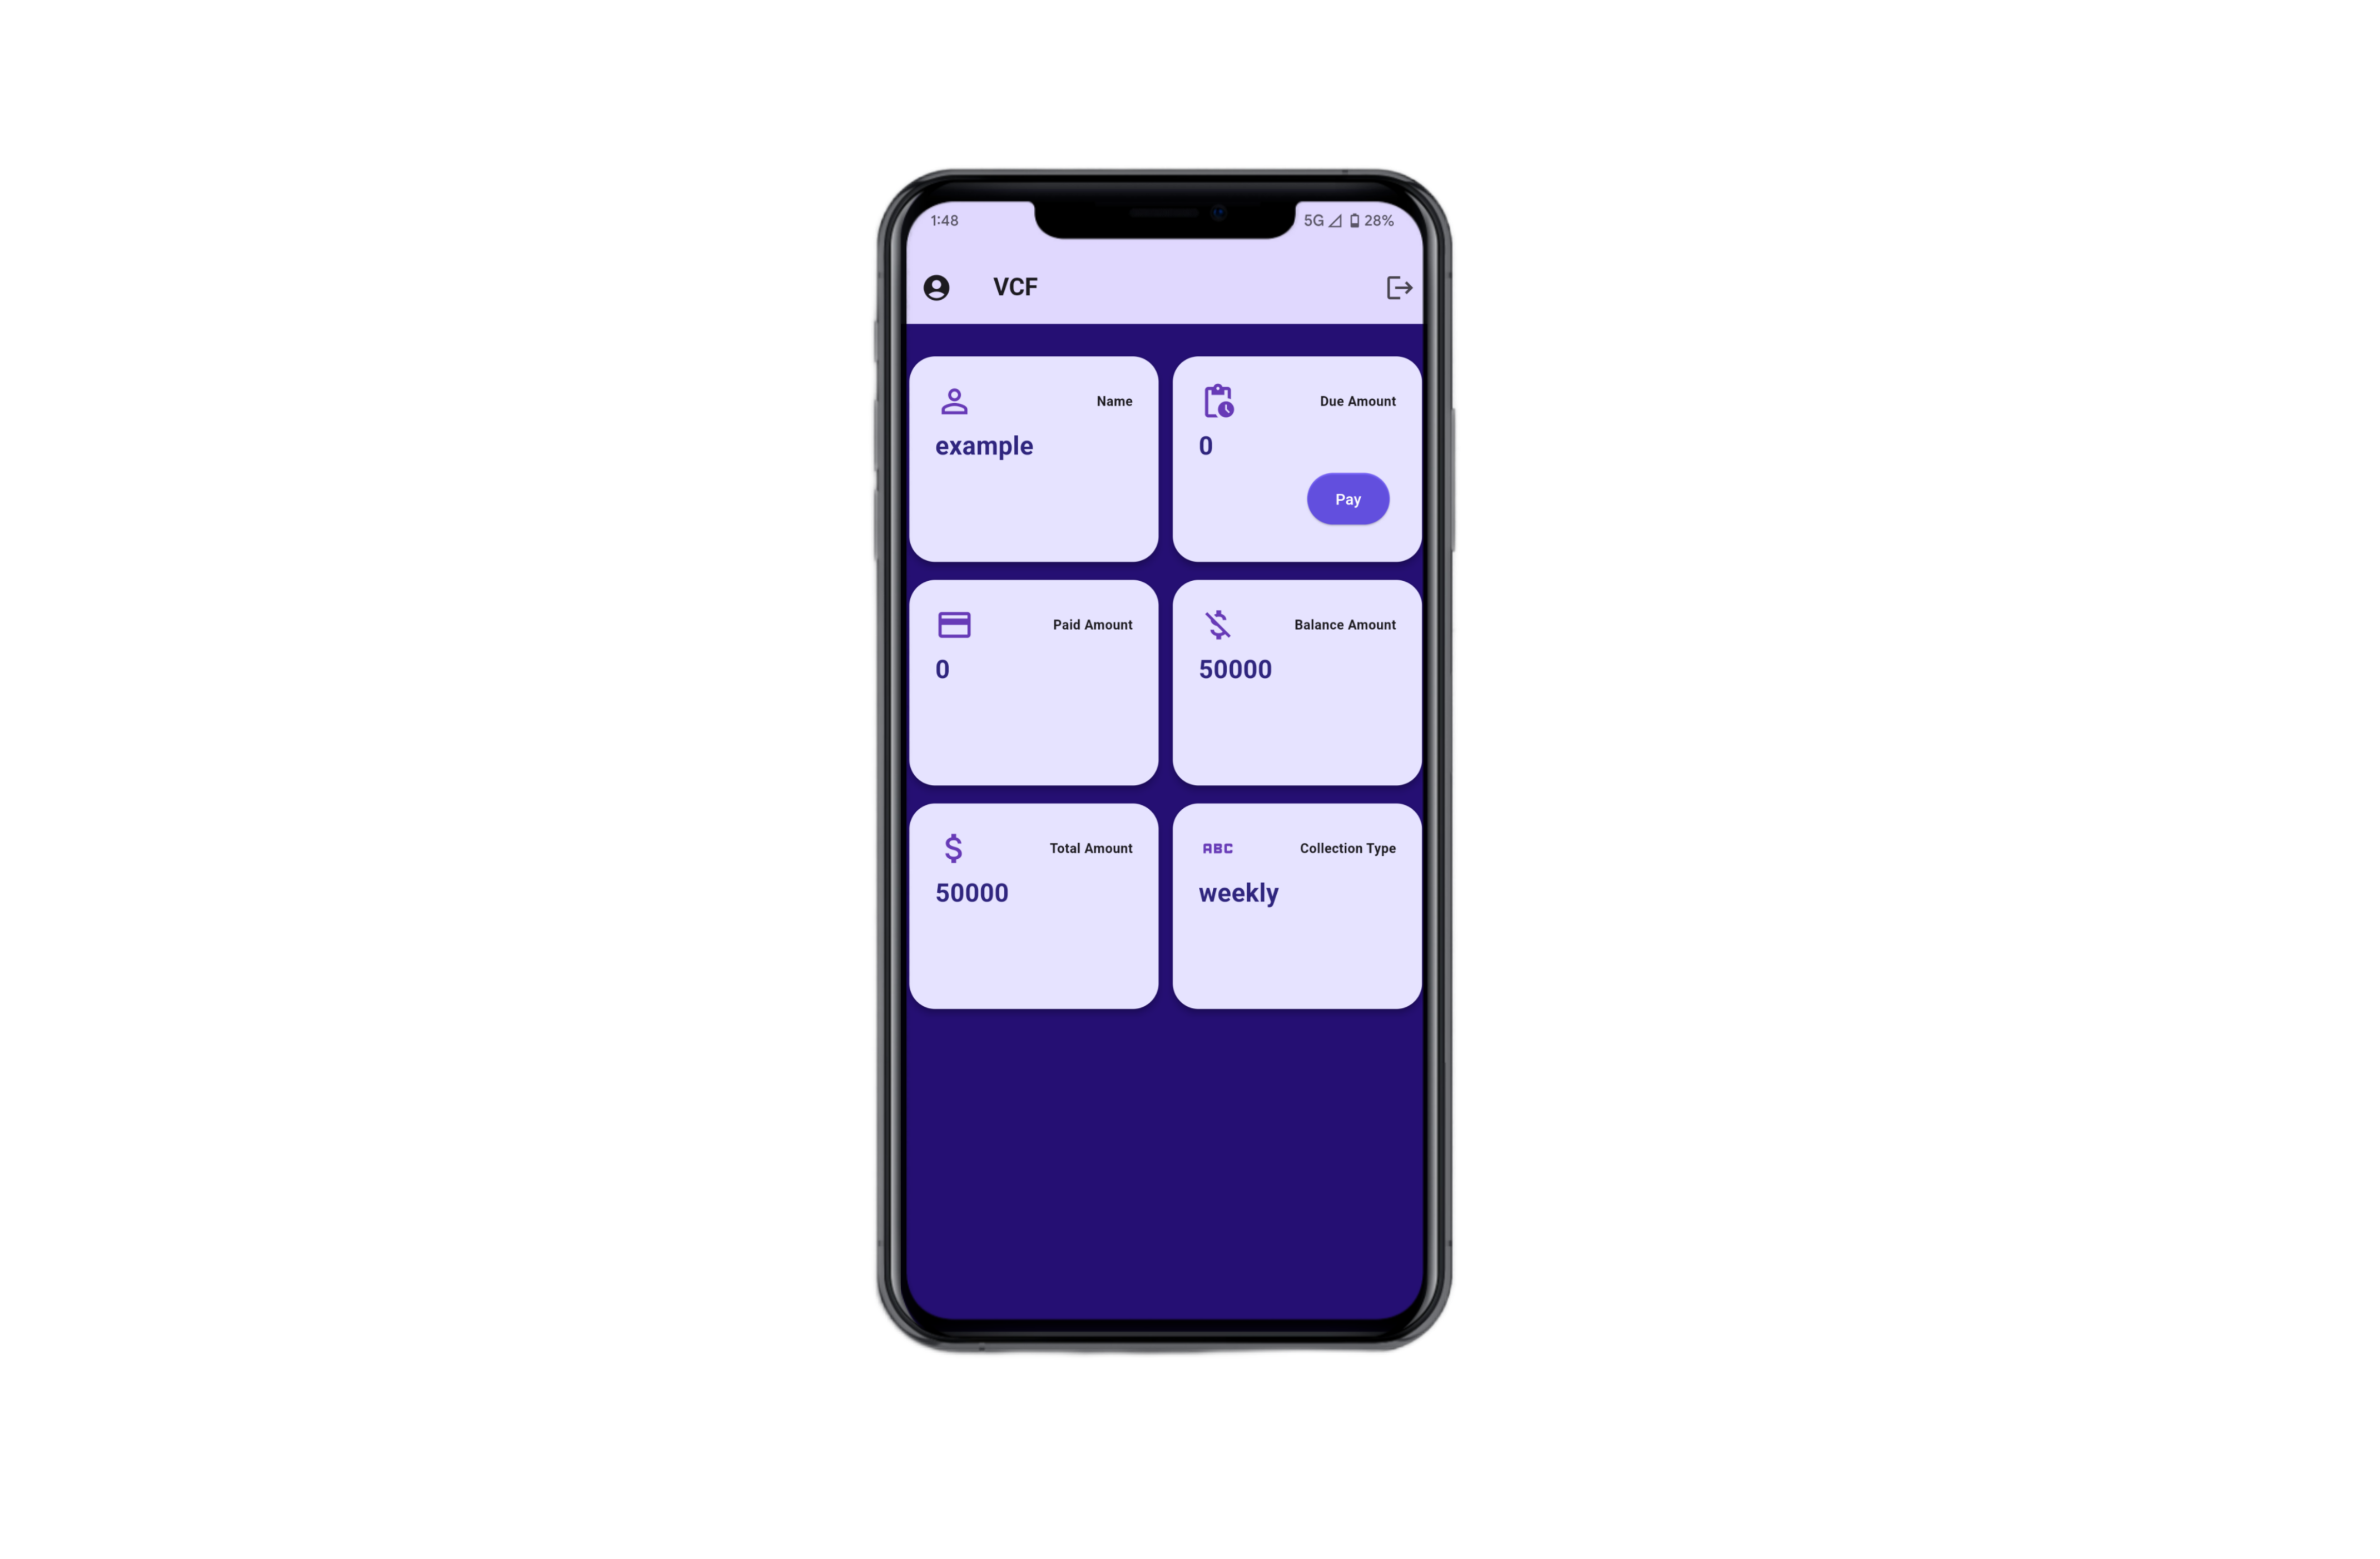 1:48 5G 28%
VCF
Name
example
Due Amount
0
Pay
Paid Amount
0
Balance Amount
50000
Total Amount
50000
ABC Collection Type
weekly